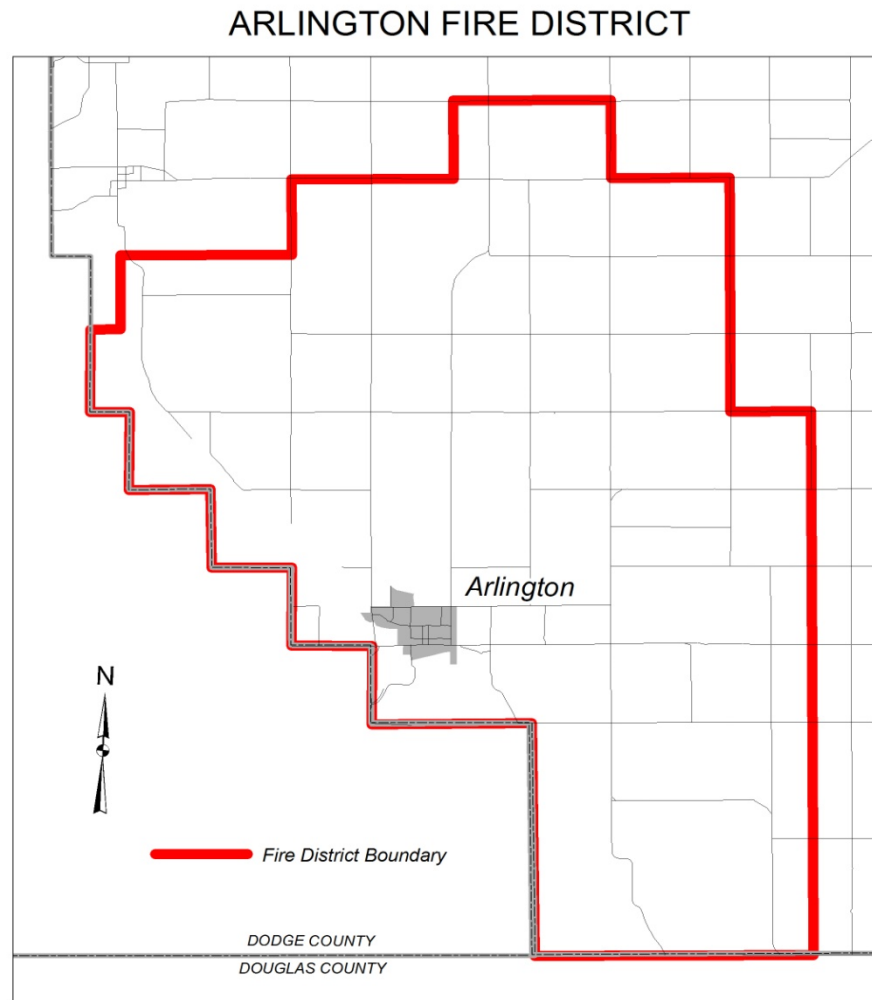 ARLINGTON FIRE DISTRICT
Arlington
N
Fire District Boundary
DODGE COUNTY
DOUGLAS COUNTY